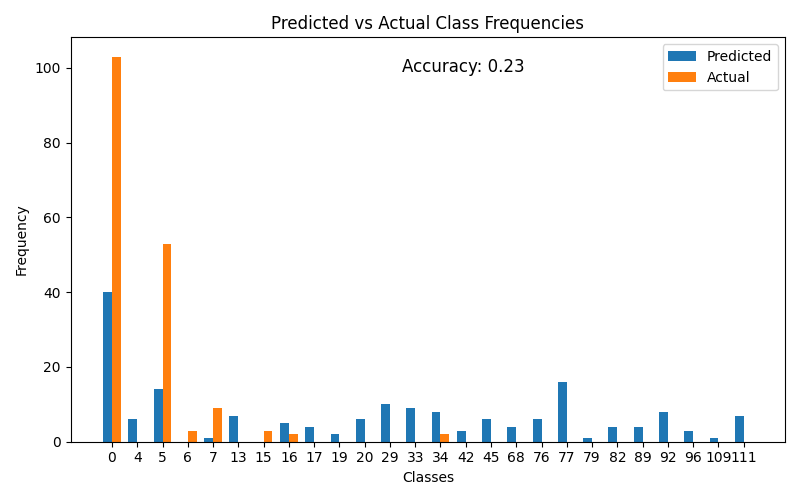 Predicted vs Actual Class Frequencies
Accuracy: 0.23
Predicted
Actual
Frequency
100
80
60
40
20
0
0 4 5 6 7 13 15 16 17 19 20 29 33 34 42 45 68 76 77 79 82 89 92 96 109 111
Classes